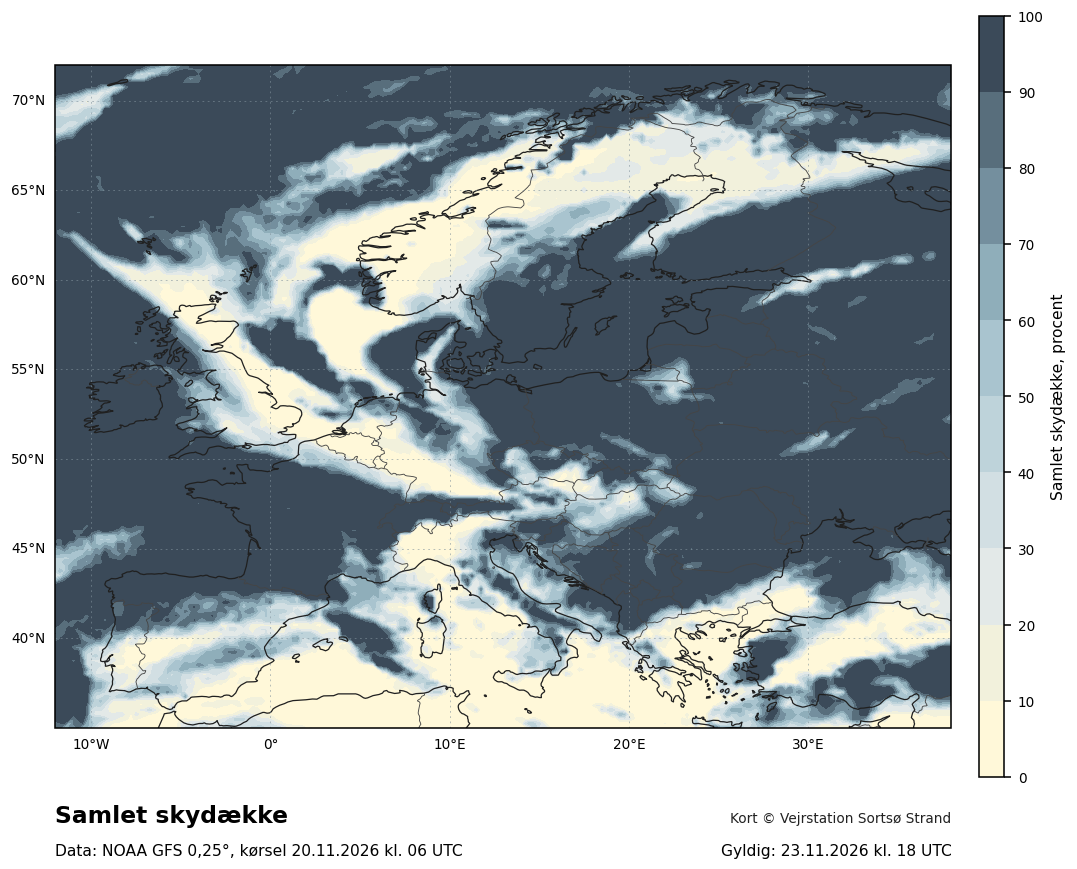 100
90
80
70
60
50
40
30
20
10
0
Samlet skydække, procent
70°N
65°N
60°N
55°N
50°N
45°N
40°N
10°W
0°
10°E
20°E
30°E
Samlet skydække
Kort © Vejrstation Sortsø Strand
Data: NOAA GFS 0,25°, kørsel 20.11.2026 kl. 06 UTC
Gyldig: 23.11.2026 kl. 18 UTC